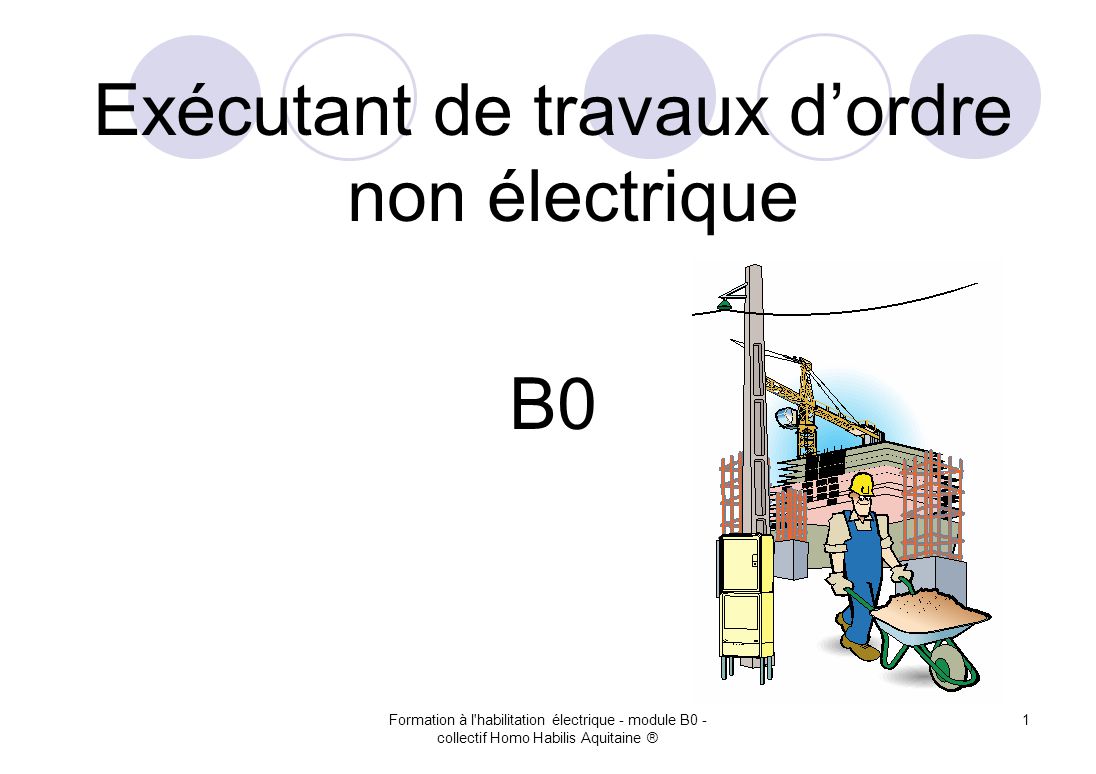 Exécutant de travaux d’ordre
non électrique
B0
Formation à l'habilitation électrique - module B0 -
collectif Homo Habilis Aquitaine ®
1